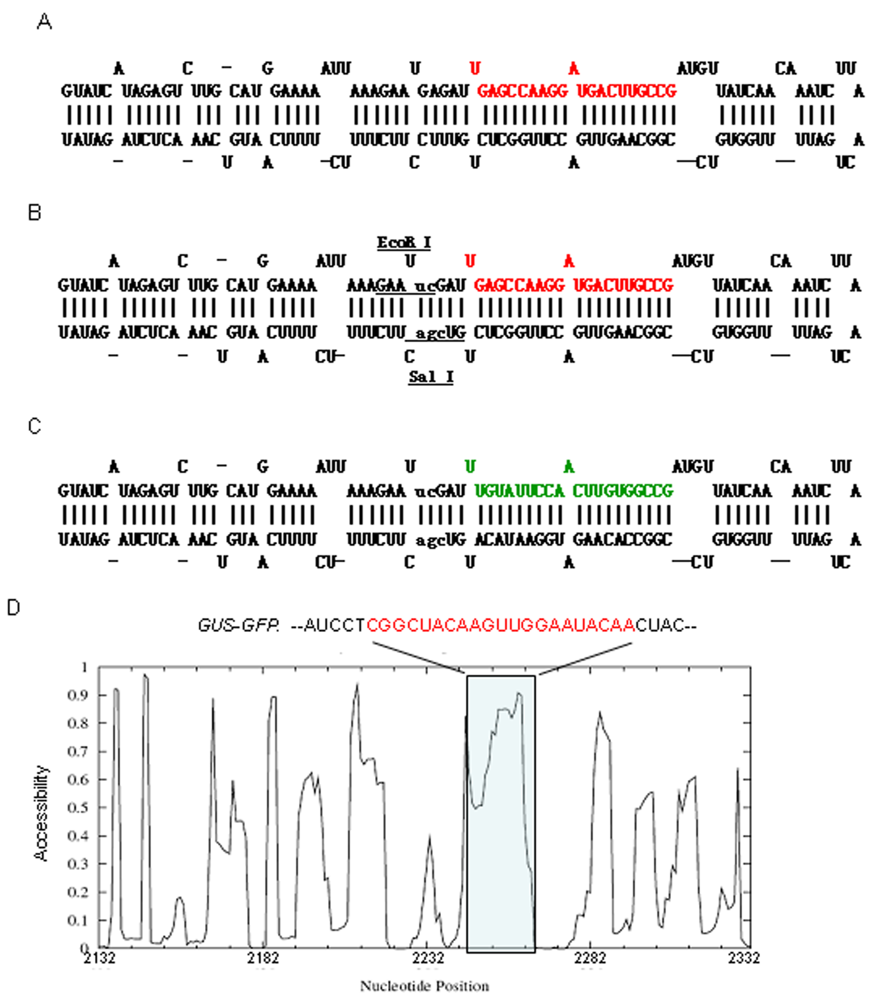 A
A C - G AUU U U A AUGU CA UU
GUAUC UAGAGU UUG CAU GAAAA AAAGAA GAGAU GAGCCAAGG UGACUUGCCG UAUCAA AAUC A
||||| |||||| ||| ||| ||||| |||||| ||||| ||||||||| |||||||||| |||||| ||||
UAUAG AUCUCA AAC GUA CUUUU UUUCUU CUUUG CUCGGUUCC GUUGAACGGC GUGGUU UUAG A
- - U A -CU C U A --CU -- UC
B
EcoR I
A C - G AUU U U A AUGU CA UU
GUAUC UAGAGU UUG CAU GAAAA AAAGAA ucGAU GAGCCAAGG UGACUUGCCG UAUCAA AAUC A
||||| |||||| ||| ||| ||||| |||||| ||||| ||||||||| |||||||||| |||||| ||||
UAUAG AUCUCA AAC GUA CUUUU UUUCUU agcUG CUCGGUUCC GUUGAACGGC GUGGUU UUAG A
- - U A CU- C U A --CU -- UC
Sal I
C
A C - G AUU U U A AUGU CA UU
GUAUC UAGAGU UUG CAU GAAAA AAAGAA ucGAU UGUAUUCCA CUUGUGGCCG UAUCAA AAUC A
||||| |||||| ||| ||| ||||| |||||| ||||| ||||||||| |||||||||| |||||| ||||
UAUAG AUCUCA AAC GUA CUUUU UUUCUU agcUG ACAUAAGGU GAACACCGGC GUGGUU UUAG A
- - U A CU- C U A --CU -- UC
D
GUS-GFP. --AUCCTCGGCUACAAGUUGGAAUACAACUAC--
1
0.9
0.8
0.7
0.6
0.5
0.4
0.3
0.2
0.1
0
Accessibility
2132 2182 2232 2282 2332
Nucleotide Position